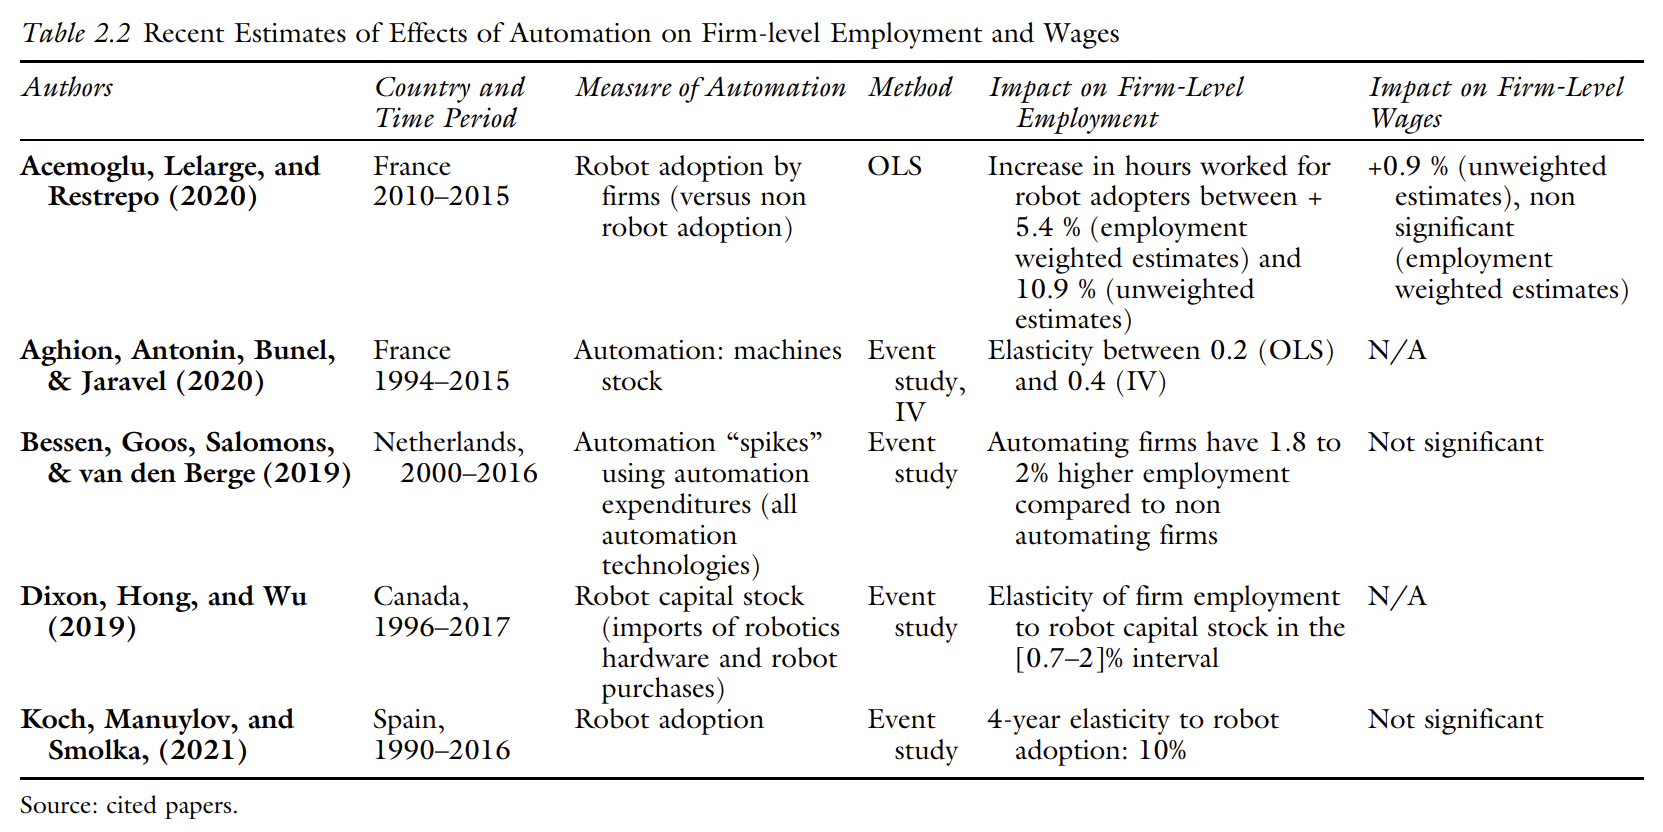 Table 2.2 Recent Estimates of Effects of Automation on Firm-level Employment and Wages
Authors
Country and
Time Period
Measure of Automation
Method
Impact on Firm-Level
Employment
Impact on Firm-Level
Wages
Acemoglu, Lelarge, and
Restrepo (2020)
France
2010–2015
Robot adoption by
firms (versus non
robot adoption)
OLS
Increase in hours worked for
robot adopters between +
5.4 % (employment
weighted estimates) and
10.9 % (unweighted
estimates)
+0.9 % (unweighted
estimates), non
significant
(employment
weighted estimates)
Aghion, Antonin, Bunel,
& Jaravel (2020)
France
1994–2015
Automation: machines
stock
Event
study,
IV
Elasticity between 0.2 (OLS)
and 0.4 (IV)
N/A
Bessen, Goos, Salomons,
& van den Berge (2019)
Netherlands,
2000–2016
Automation “spikes”
using automation
expenditures (all
automation
technologies)
Event
study
Automating firms have 1.8 to
2% higher employment
compared to non
automating firms
Not significant
Dixon, Hong, and Wu
(2019)
Canada,
1996–2017
Robot capital stock
(imports of robotics
hardware and robot
purchases)
Event
study
Elasticity of firm employment
to robot capital stock in the
[0.7–2]% interval
N/A
Koch, Manuylov, and
Smolka, (2021)
Spain,
1990–2016
Robot adoption
Event
study
4-year elasticity to robot
adoption: 10%
Not significant
Source: cited papers.